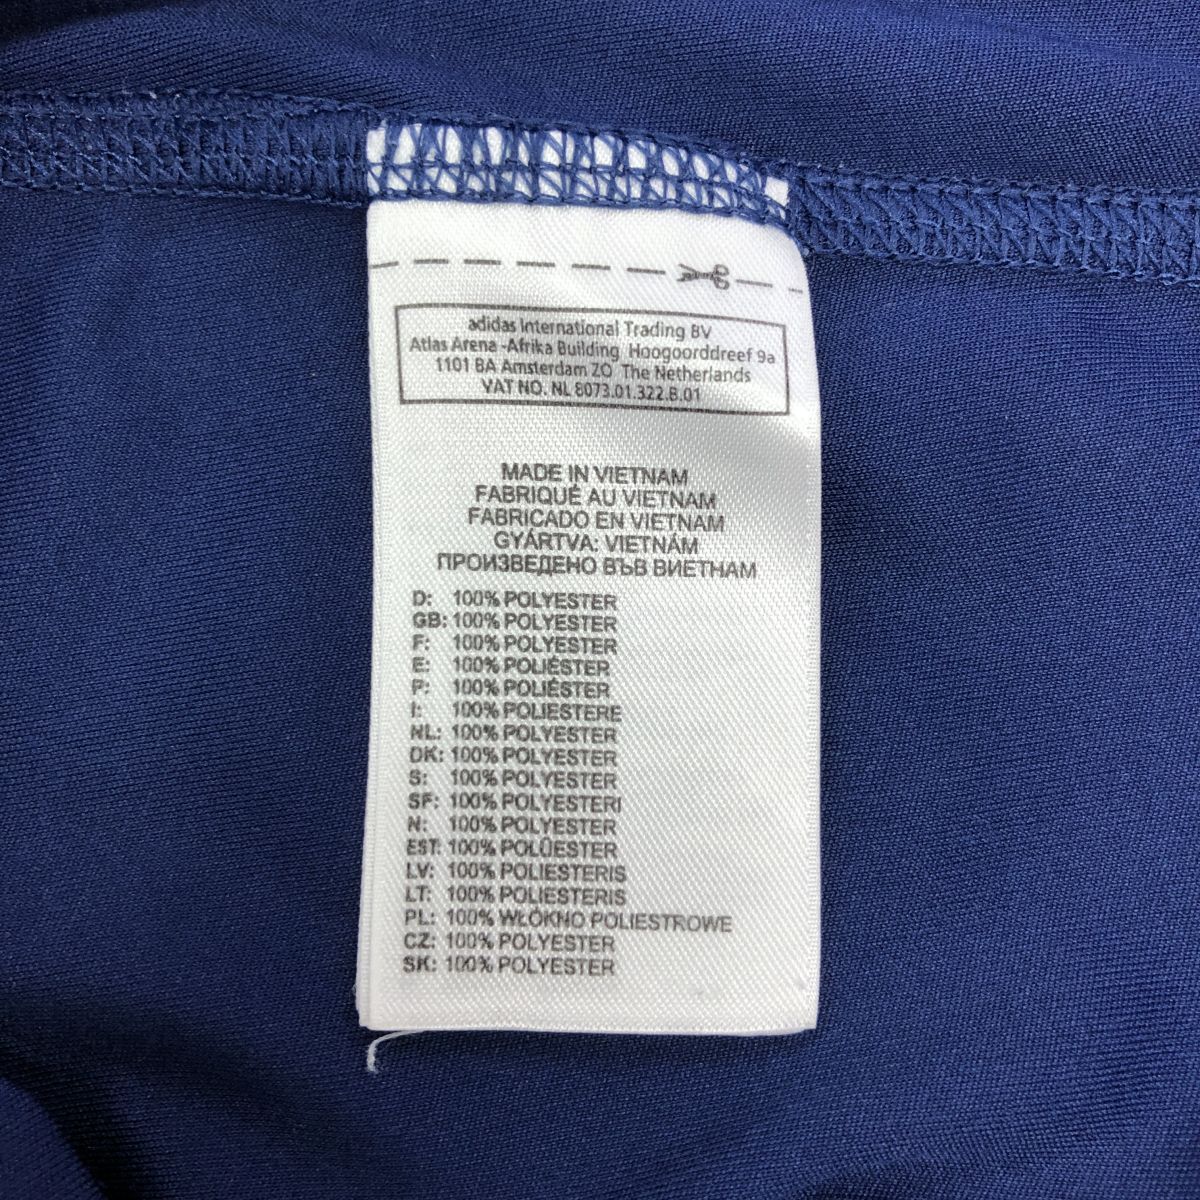 adidas International Trading BV
Atlas Arena -Afrika Building Hoogoorddreef 9a
1101 BA Amsterdam ZO The Netherlands
VAT NO. NL 8073.01.322.B.01
MADE IN VIETNAM
FABRIQUÉ AU VIETNAM
FABRICADO EN VIETNAM
GYÁRTVA: VIETNÁM
ПРОИЗВЕДЕНО ВЪВ ВИЕТНАМ
D: 100% POLYESTER
GB: 100% POLYESTER
F: 100% POLYESTER
E: 100% POLIÉSTER
P: 100% POLIÉSTER
I: 100% POLIESTERE
NL: 100% POLYESTER
DK: 100% POLYESTER
S: 100% POLYESTER
SF: 100% POLYESTERI
N: 100% POLYESTER
EST: 100% POLÜESTER
LV: 100% POLIESTERIS
LT: 100% POLIESTERIS
PL: 100% WŁÓKNO POLIESTROWE
CZ: 100% POLYESTER
SK: 100% POLYESTER